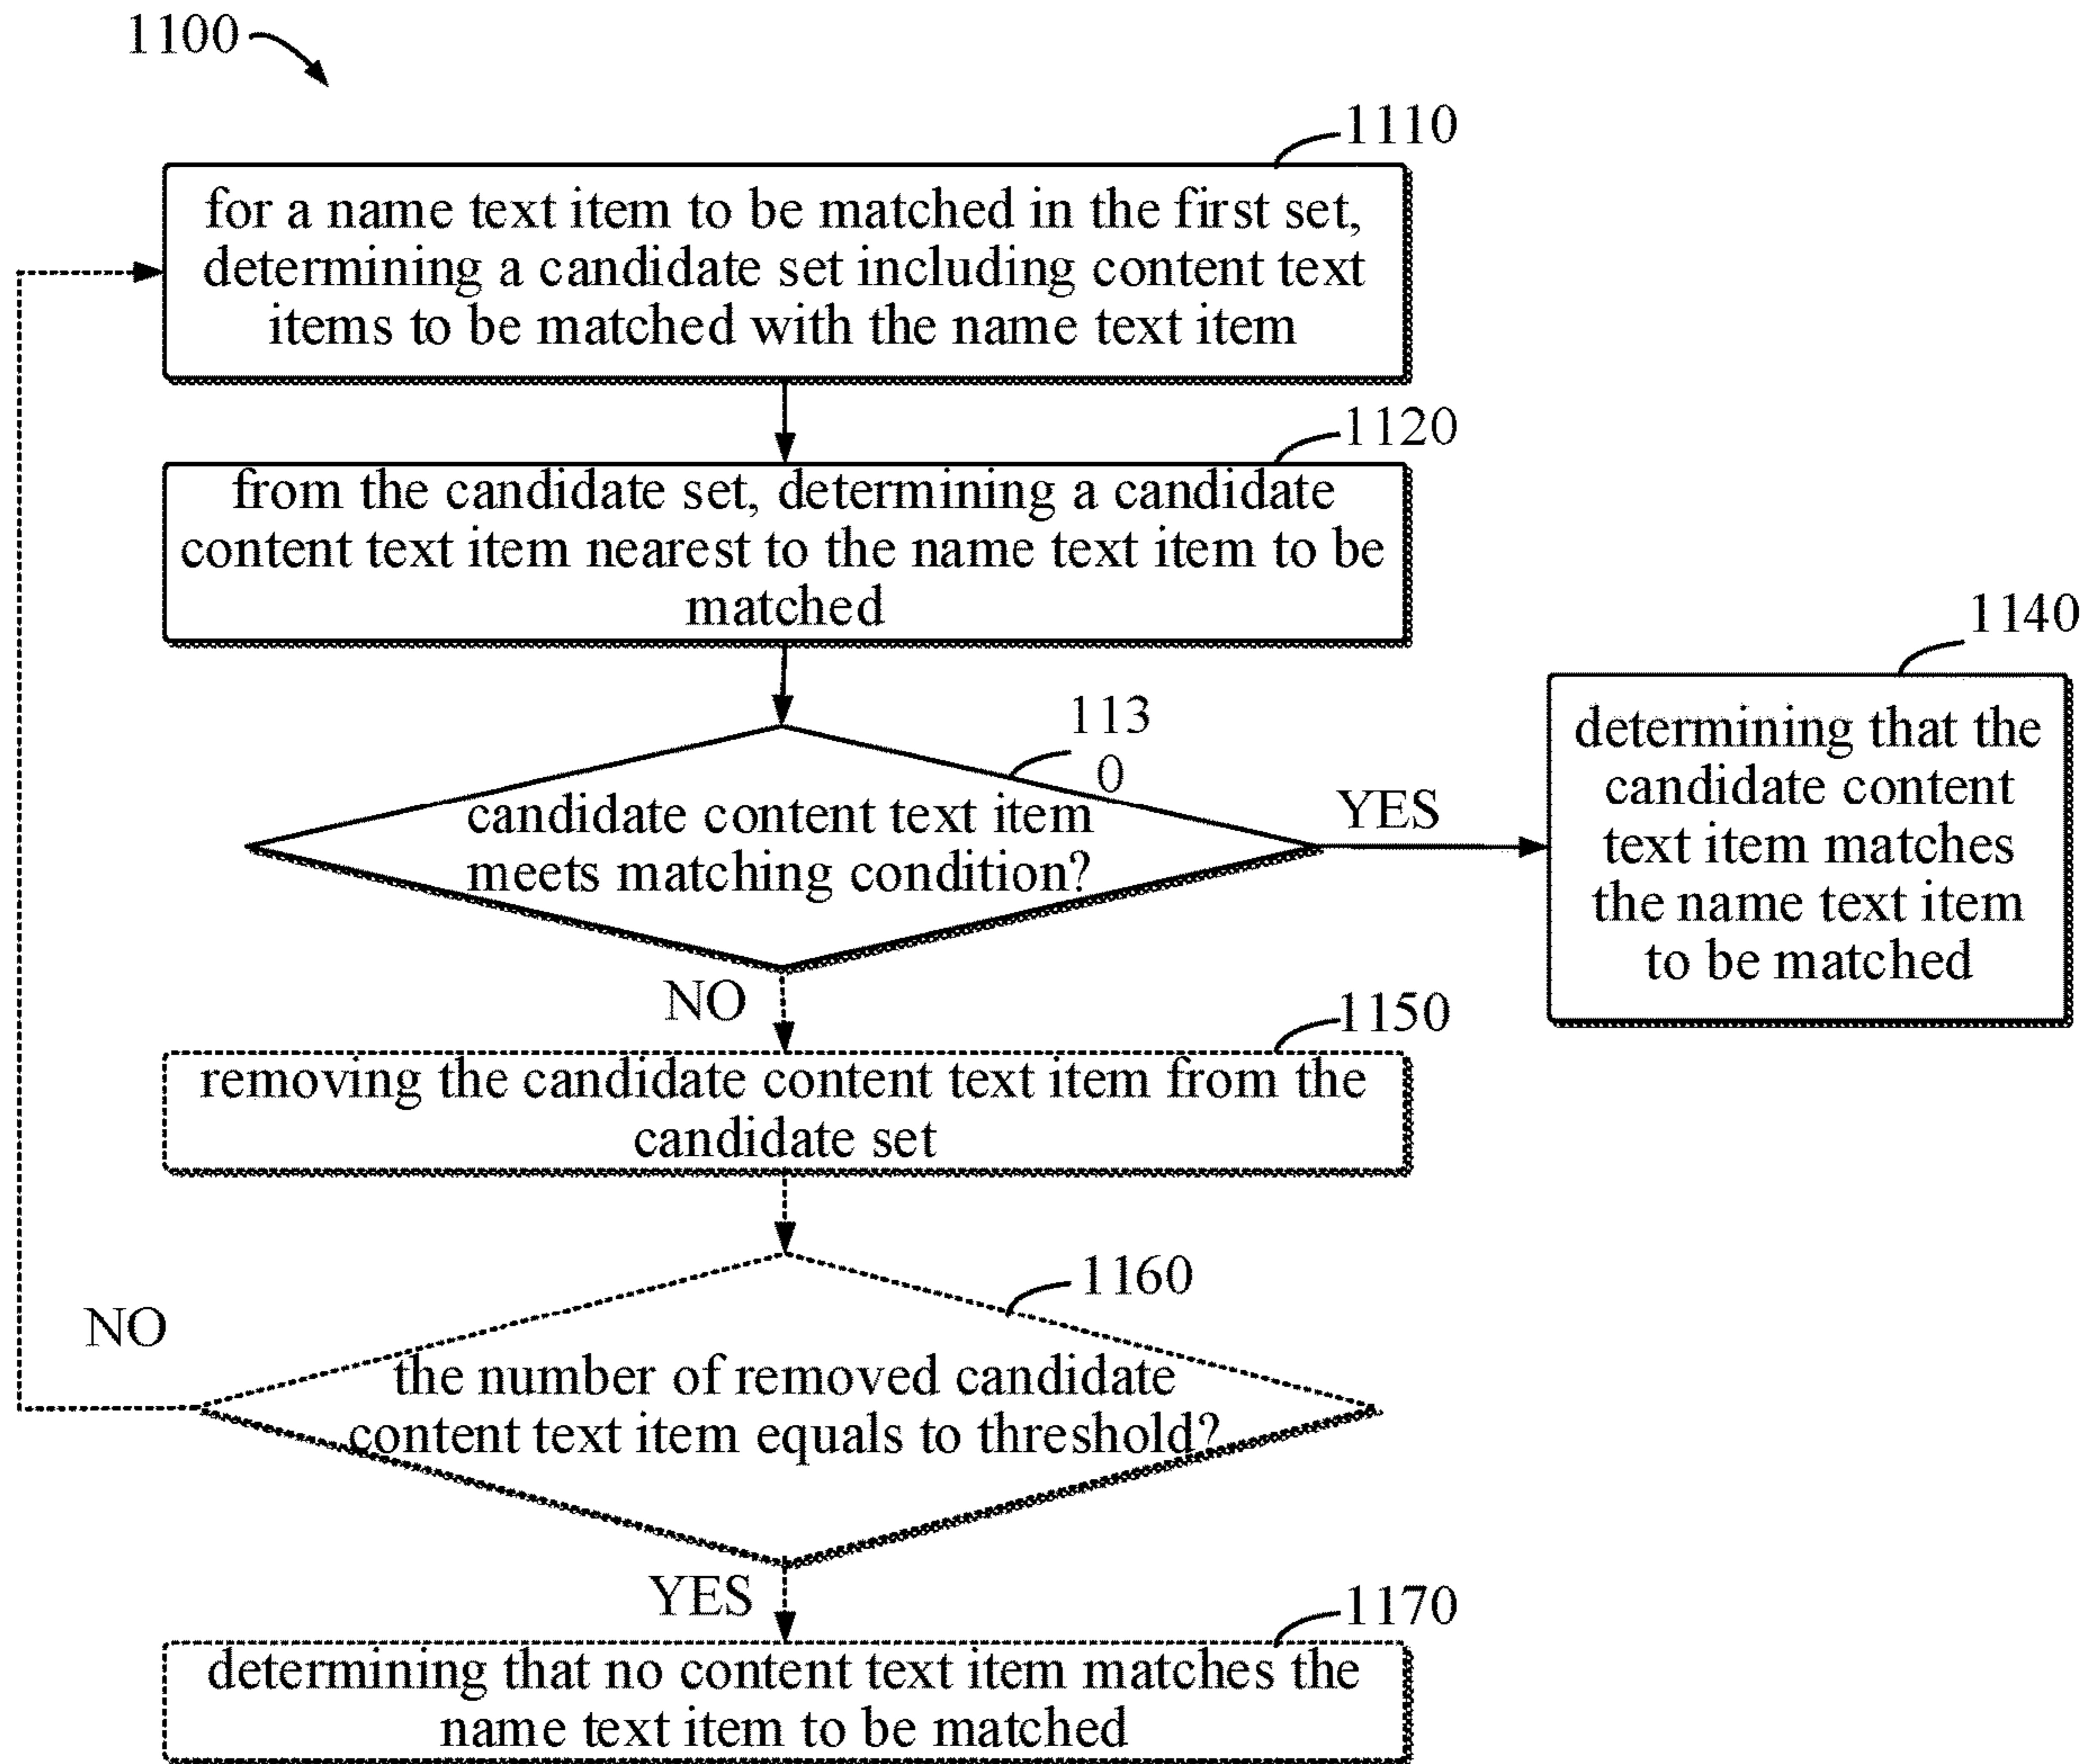 1100
1110
for a name text item to be matched in the first set,
determining a candidate set including content text
items to be matched with the name text item
1120
from the candidate set, determining a candidate
content text item nearest to the name text item to be
matched
113
0
candidate content text item
meets matching condition?
YES
1140
determining that the
candidate content
text item matches
the name text item
to be matched
NO
1150
removing the candidate content text item from the
candidate set
1160
NO
the number of removed candidate
content text item equals to threshold?
YES
1170
determining that no content text item matches the
name text item to be matched